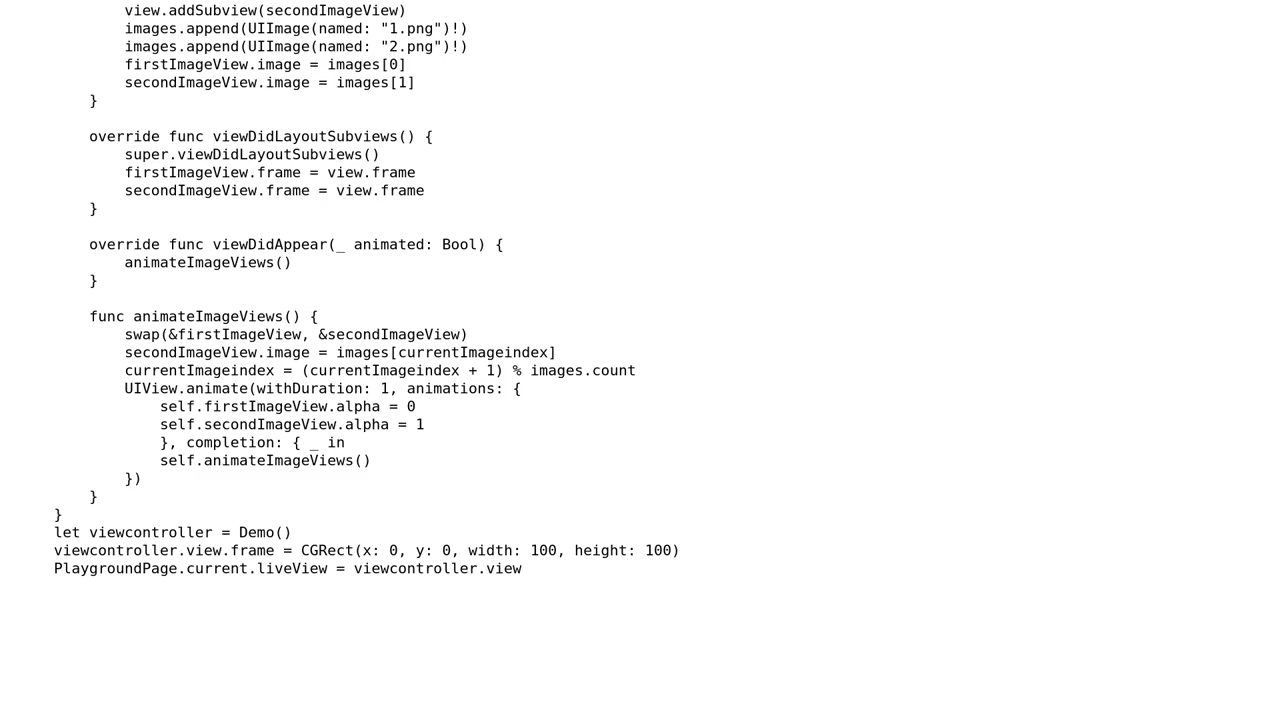 view.addSubview(secondImageView)
        images.append(UIImage(named: "1.png")!)
        images.append(UIImage(named: "2.png")!)
        firstImageView.image = images[0]
        secondImageView.image = images[1]
    }

    override func viewDidLayoutSubviews() {
        super.viewDidLayoutSubviews()
        firstImageView.frame = view.frame
        secondImageView.frame = view.frame
    }

    override func viewDidAppear(_ animated: Bool) {
        animateImageViews()
    }

    func animateImageViews() {
        swap(&firstImageView, &secondImageView)
        secondImageView.image = images[currentImageindex]
        currentImageindex = (currentImageindex + 1) % images.count
        UIView.animate(withDuration: 1, animations: {
            self.firstImageView.alpha = 0
            self.secondImageView.alpha = 1
            }, completion: { _ in
            self.animateImageViews()
        })
    }
}
let viewcontroller = Demo()
viewcontroller.view.frame = CGRect(x: 0, y: 0, width: 100, height: 100)
PlaygroundPage.current.liveView = viewcontroller.view